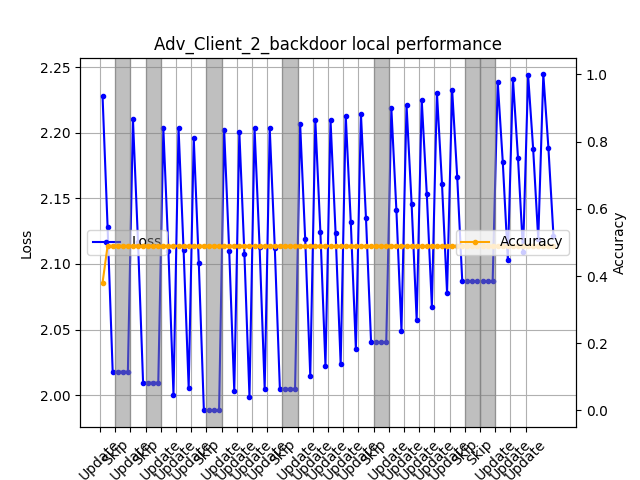 Adv_Client_2_backdoor local performance
2.25
2.20
2.15
2.10
2.05
2.00
Loss
1.0
0.8
0.6
0.4
0.2
0.0
Accuracy
Loss
Accuracy
Update
Skip
Update
Skip
Update
Update
Update
Skip
Update
Update
Update
Update
Skip
Update
Update
Update
Update
Update
Skip
Update
Update
Update
Update
Update
Skip
Skip
Update
Update
Update